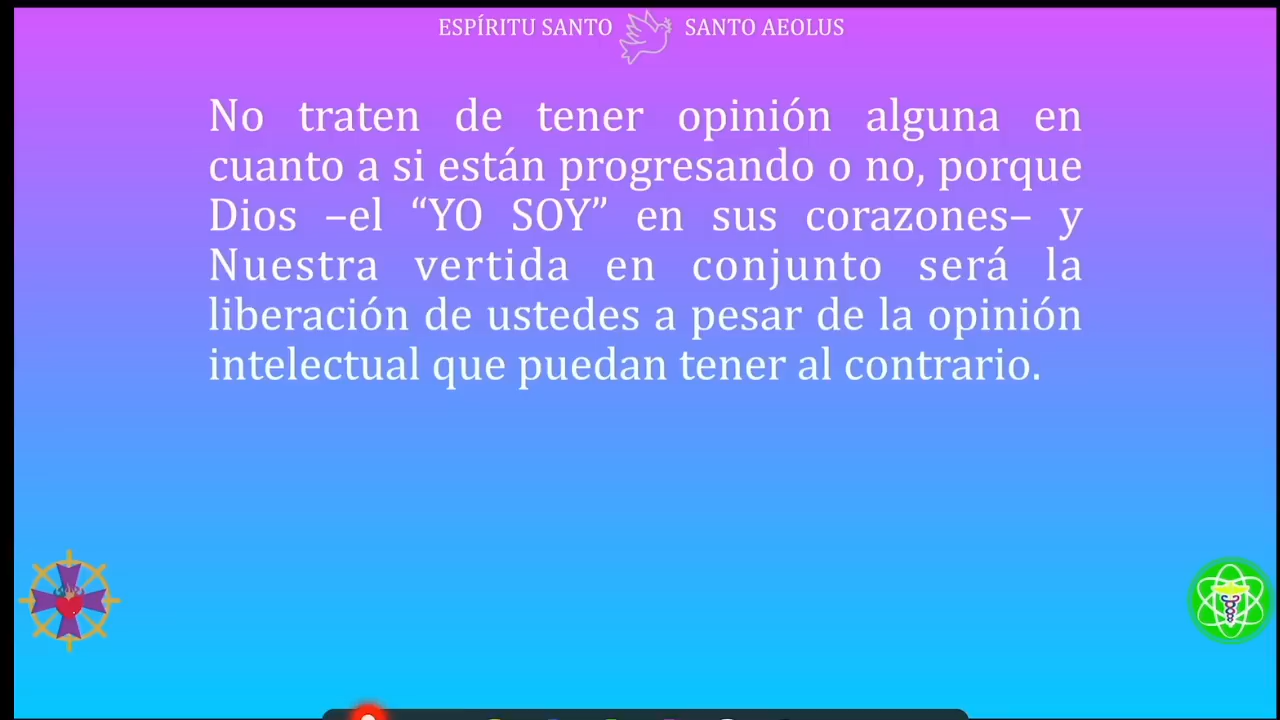 ESPÍRITU SANTO SANTO AEOLUS
No traten de tener opinión alguna en
cuanto a si están progresando o no, porque
Dios –el “YO SOY” en sus corazones– y
Nuestra vertida en conjunto será la
liberación de ustedes a pesar de la opinión
intelectual que puedan tener al contrario.